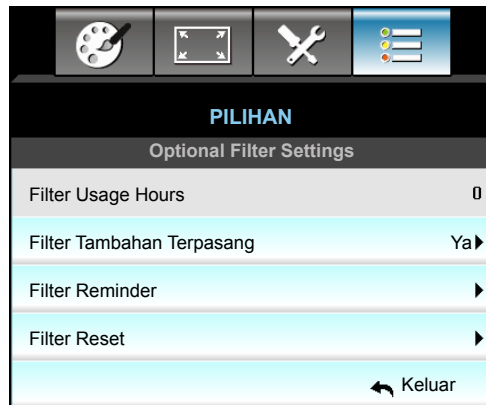 PILIHAN
Optional Filter Settings
Filter Usage Hours 0
Filter Tambahan Terpasang Ya
Filter Reminder
Filter Reset
Keluar